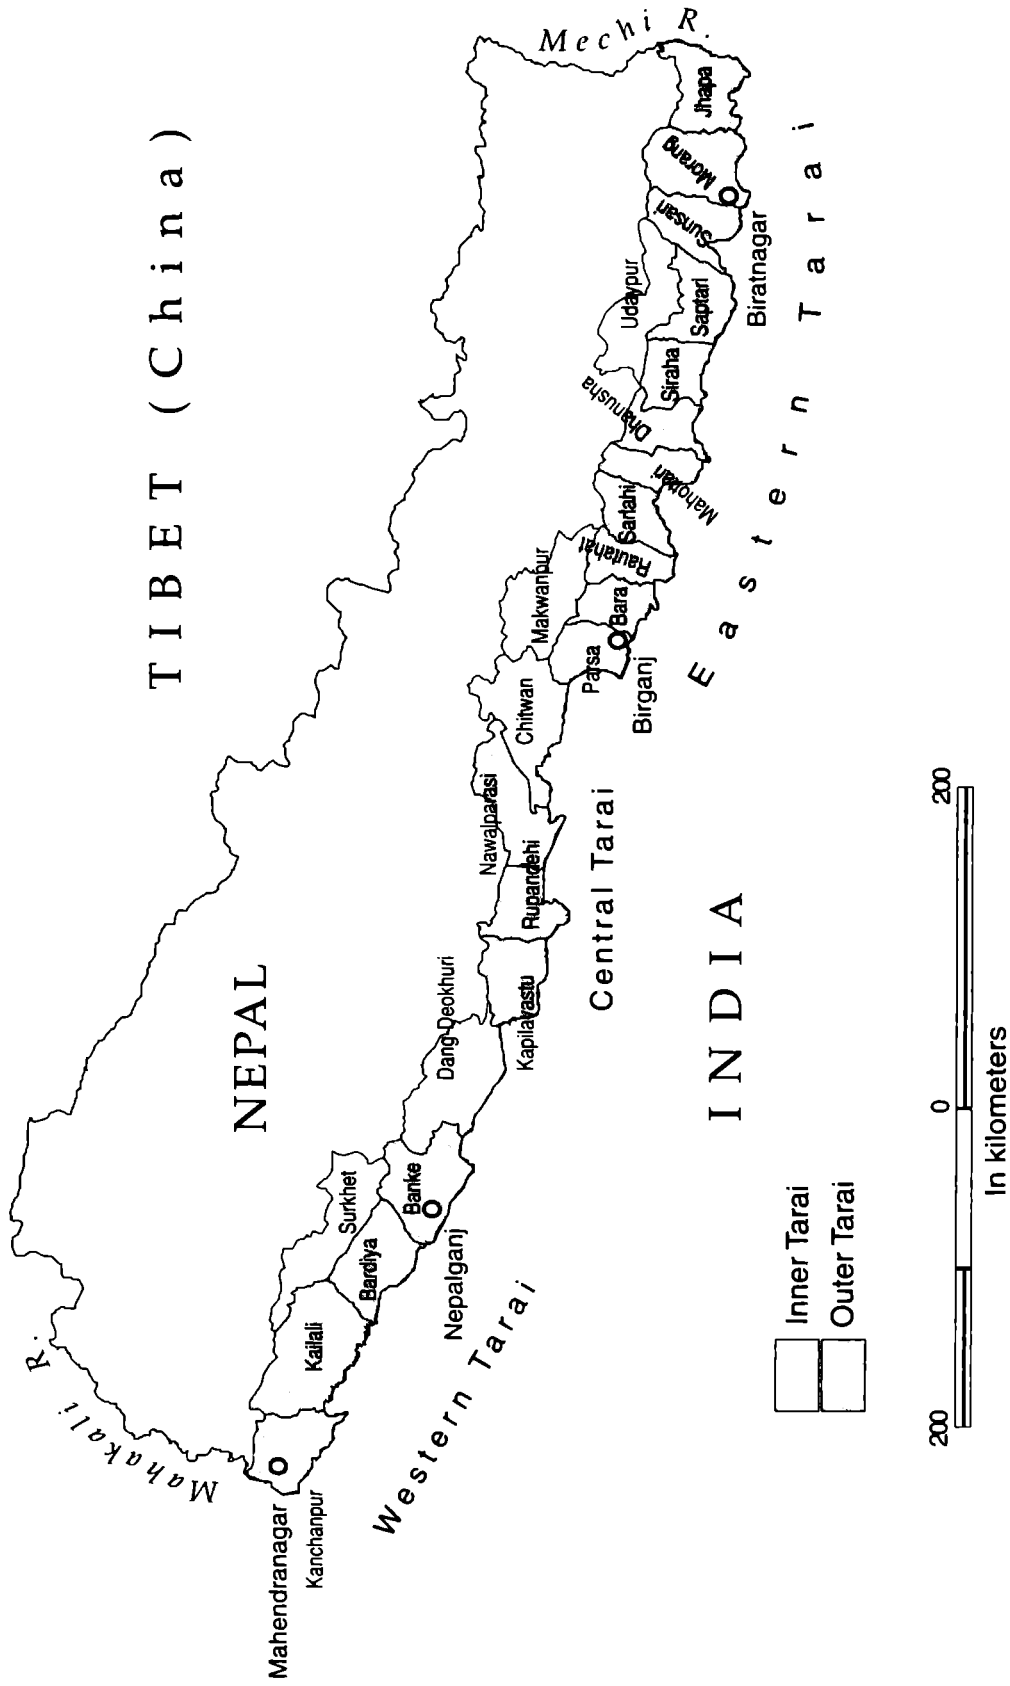 TIBET (China)
NEPAL
INDIA
Mahakali R.
Mechi R.
Mahendranagar
Kanchanpur
Kailali
Surkhet
Bardiya
Banke
Nepalganj
Western Tarai
Dang-Deokhuri
Kapilavastu
Rupandehi
Nawalparasi
Central Tarai
Chitwan
Makwanpur
Parsa
Birganj
Bara
Rautahat
Sarlahi
Mahottari
Dhanusha
Siraha
Udaypur
Saptari
Sunsari
Morang
Biratnagar
Jhapa
Eastern Tarai
Inner Tarai
Outer Tarai
200 0 200
In kilometers